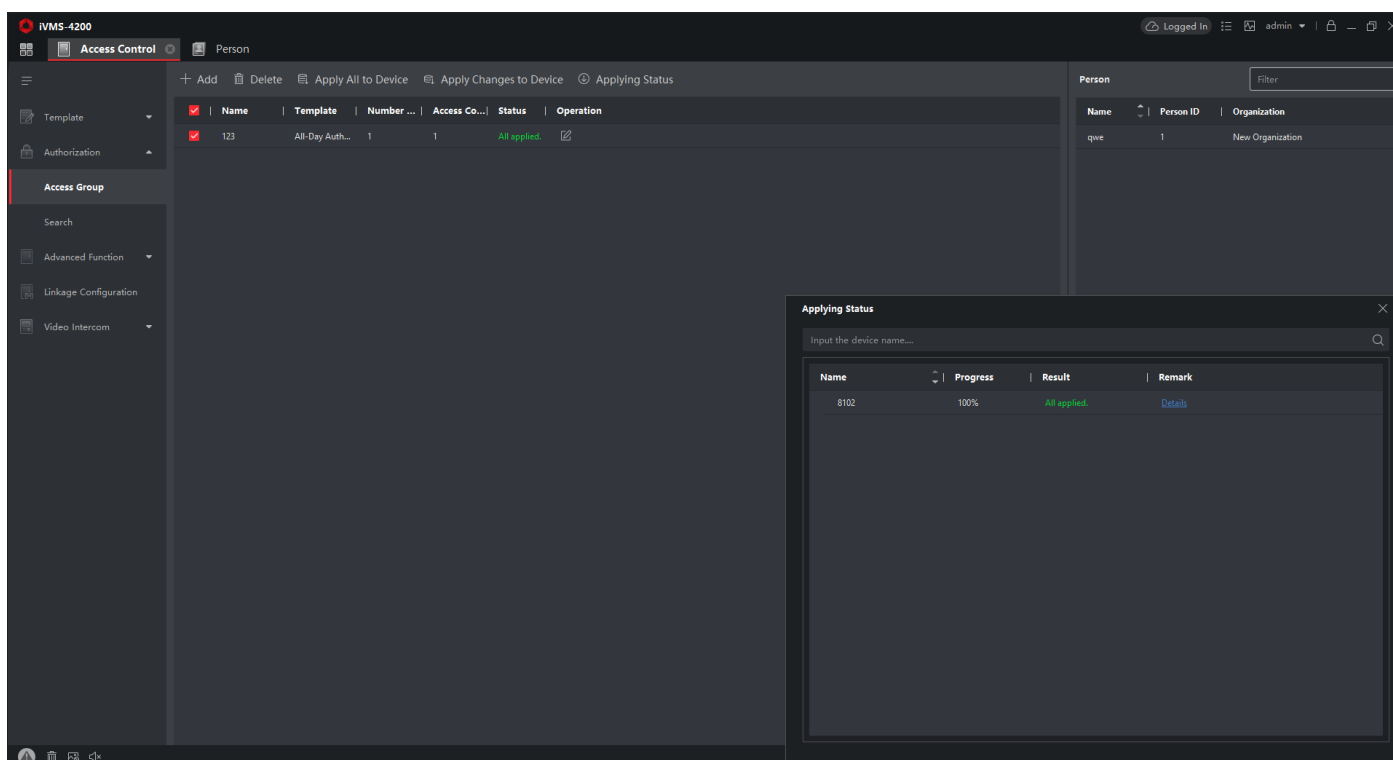 iVMS-4200
Logged In admin
Access Control Person
Add Delete Apply All to Device Apply Changes to Device Applying Status
Person Filter
Template
Authorization
Access Group
Search
Advanced Function
Linkage Configuration
Video Intercom
Name Template Number ... Access Co... Status Operation
123 All-Day Auth... 1 1 All applied.
Name Person ID Organization
qwe 1 New Organization
Applying Status
Input the device name....
Name Progress Result Remark
8102 100% All applied. Details